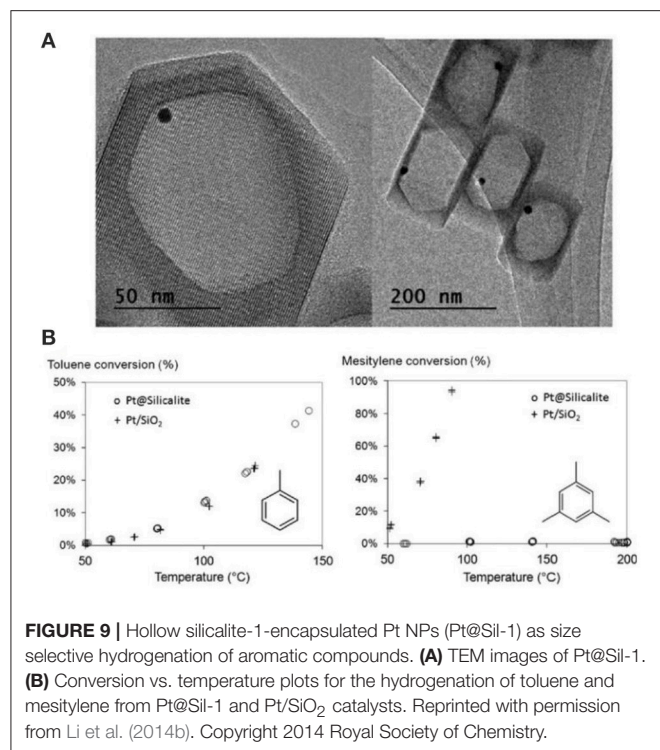 A
50 nm
200 nm
B
Toluene conversion (%)
50%
40%
30%
20%
10%
0%
50
100
150
Temperature (°C)
o Pt@Silicalite
+ Pt/SiO₂
Mesitylene conversion (%)
100%
80%
60%
40%
20%
0%
50
100
150
200
Temperature (°C)
o Pt@Silicalite
+ Pt/SiO₂
FIGURE 9 | Hollow silicalite-1-encapsulated Pt NPs (Pt@Sil-1) as size
selective hydrogenation of aromatic compounds. (A) TEM images of Pt@Sil-1.
(B) Conversion vs. temperature plots for the hydrogenation of toluene and
mesitylene from Pt@Sil-1 and Pt/SiO₂ catalysts. Reprinted with permission
from Li et al. (2014b). Copyright 2014 Royal Society of Chemistry.